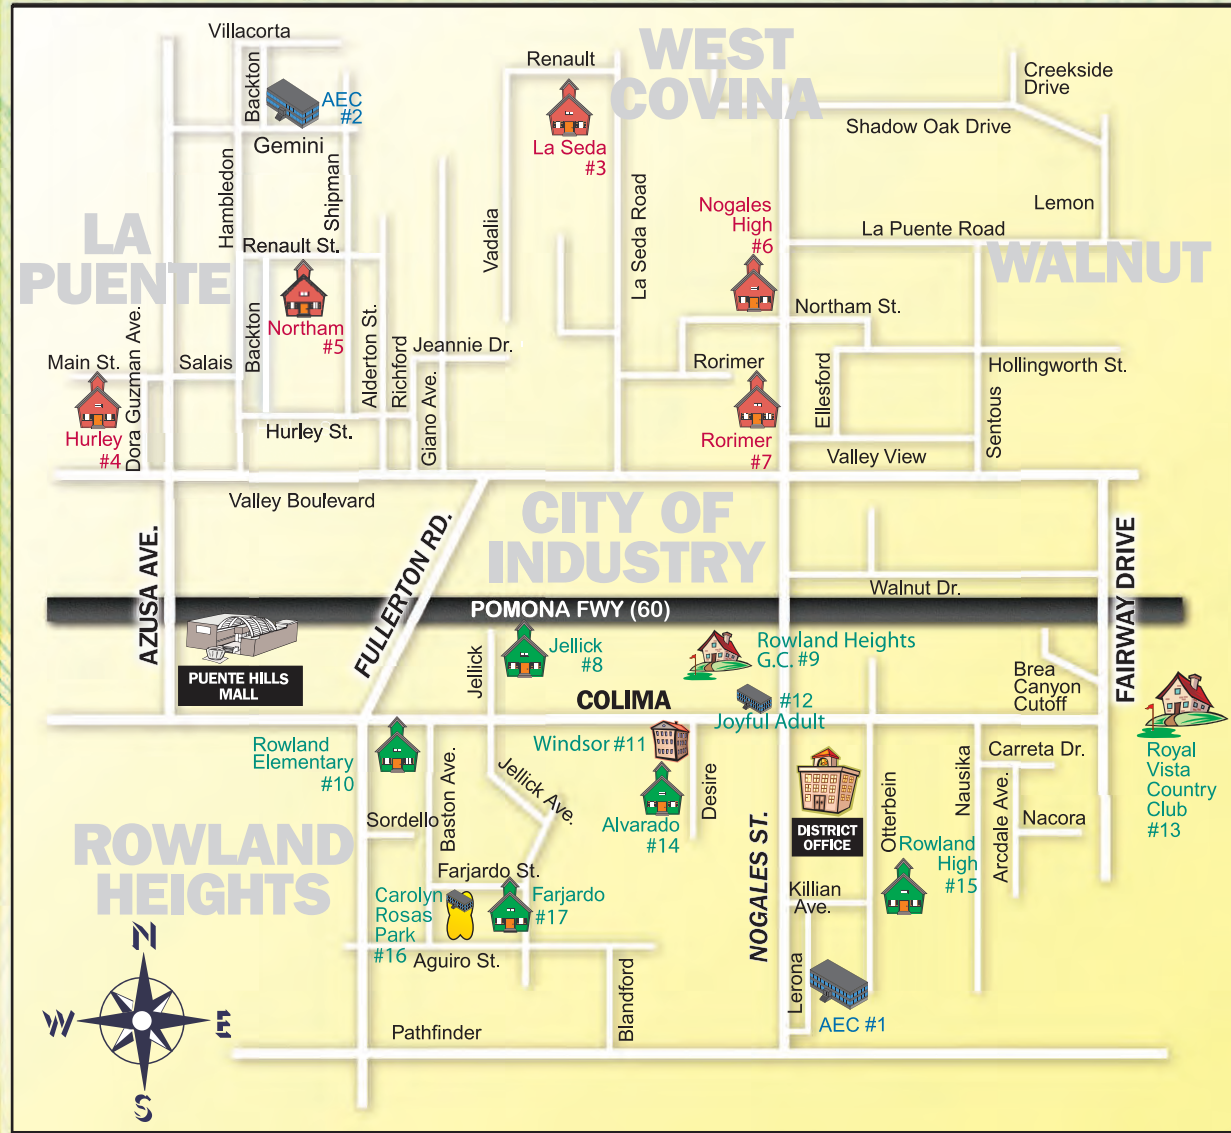 Villacorta
Backton
AEC
#2
Gemini
Hambledon
Shipman
Renault St.
Renault
WEST
COVINA
La Seda
#3
Vadalia
La Seda Road
Creekside
Drive
Shadow Oak Drive
Lemon
Nogales
High
#6
La Puente Road
WALNUT
LA
PUENTE
Northam
#5
Backton
Alderton St.
Richford
Giano Ave.
Jeannie Dr.
Northam St.
Rorimer
Ellesford
Hollingworth St.
Sentous
Main St.
Dora Guzman Ave.
Salais
Hurley
#4
Hurley St.
Rorimer
#7
Valley View
Valley Boulevard
CITY OF
INDUSTRY
AZUSA AVE.
FULLERTON RD.
FAIRWAY DRIVE
Walnut Dr.
POMONA FWY (60)
PUENTE HILLS
MALL
Jellick
Jellick
#8
Rowland Heights
G.C. #9
Brea
Canyon
Cutoff
COLIMA
#12
Joyful Adult
Rowland
Elementary
#10
Baston Ave.
Windsor #11
Jellick Ave.
Desire
Alvarado
#14
NOGALES ST.
DISTRICT
OFFICE
Otterbein
Nausika
Carreta Dr.
Arcdale Ave.
Nacora
Royal
Vista
Country
Club
#13
Sordello
ROWLAND
HEIGHTS
Farjardo St.
Carolyn
Rosas
Park
#16
Farjardo
#17
Rowland
High
#15
Killian
Ave.
Aguiro St.
Blandford
Lerona
AEC #1
Pathfinder
N
W
E
S